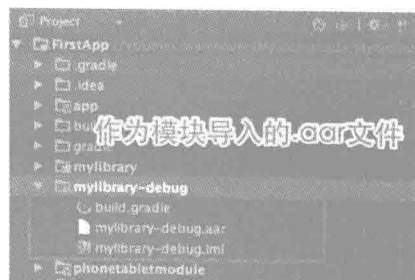 Project
FirstApp
.gradle
.idea
app
作为模块导入的.aar文件
mylibrary
mylibrary-debug
build.gradle
mylibrary-debug.aar
mylibrary-debug.iml
phonetabletmodule